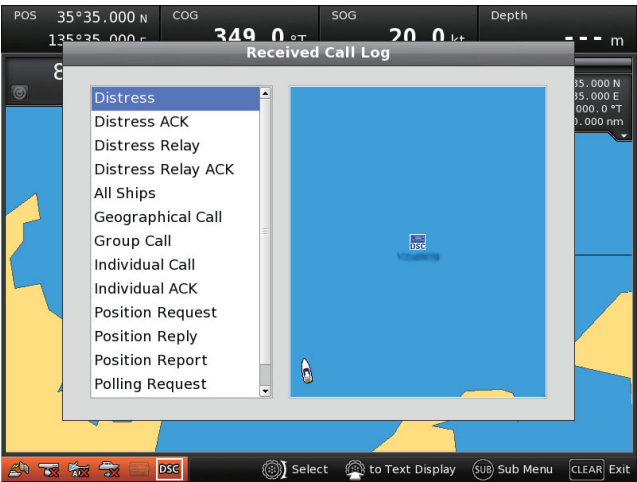 POS 35°35.000 N COG SOG Depth
349.0 °T 20.0 kt --- m
Received Call Log
Distress
Distress ACK
Distress Relay
Distress Relay ACK
All Ships
Geographical Call
Group Call
Individual Call
Individual ACK
Position Request
Position Reply
Position Report
Polling Request
DSC
35.000 N
35.000 E
000.0 °T
0.000 nm
DSC Select to Text Display SUB Sub Menu CLEAR Exit